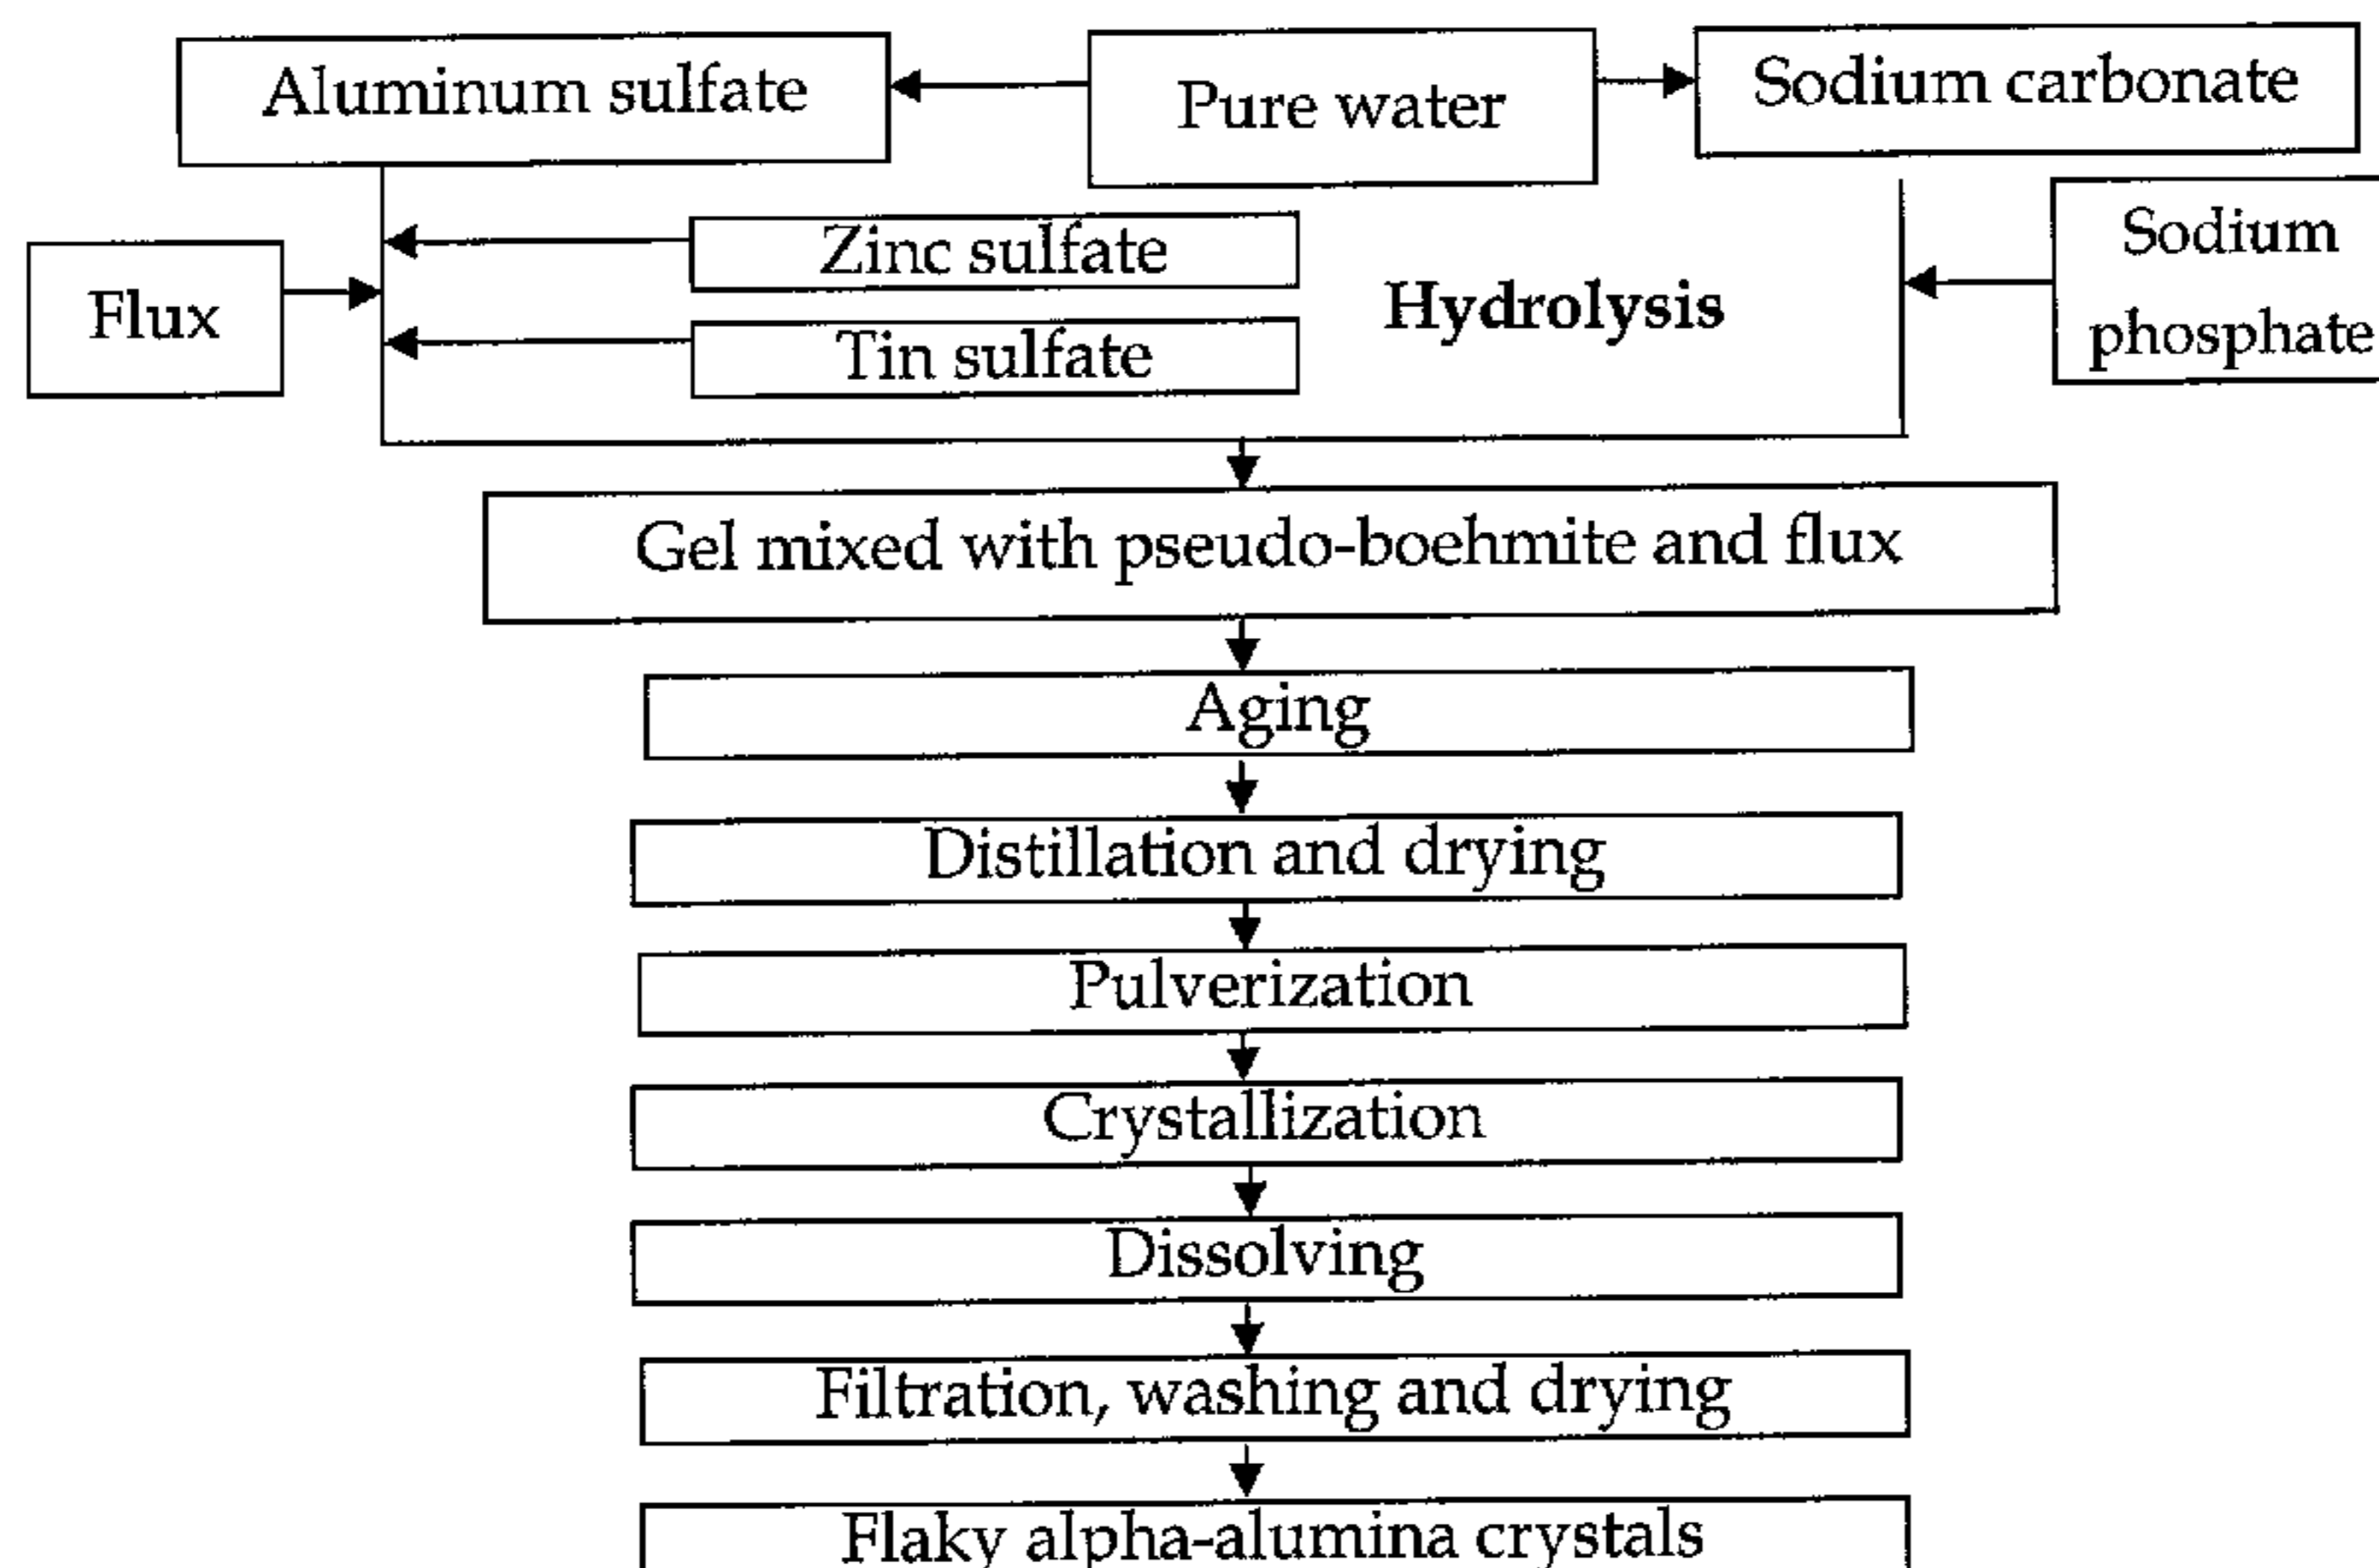 Aluminum sulfate
Pure water
Sodium carbonate
Zinc sulfate
Flux
Tin sulfate
Hydrolysis
Sodium
phosphate
Gel mixed with pseudo-boehmite and flux
Aging
Distillation and drying
Pulverization
Crystallization
Dissolving
Filtration, washing and drying
Flaky alpha-alumina crystals